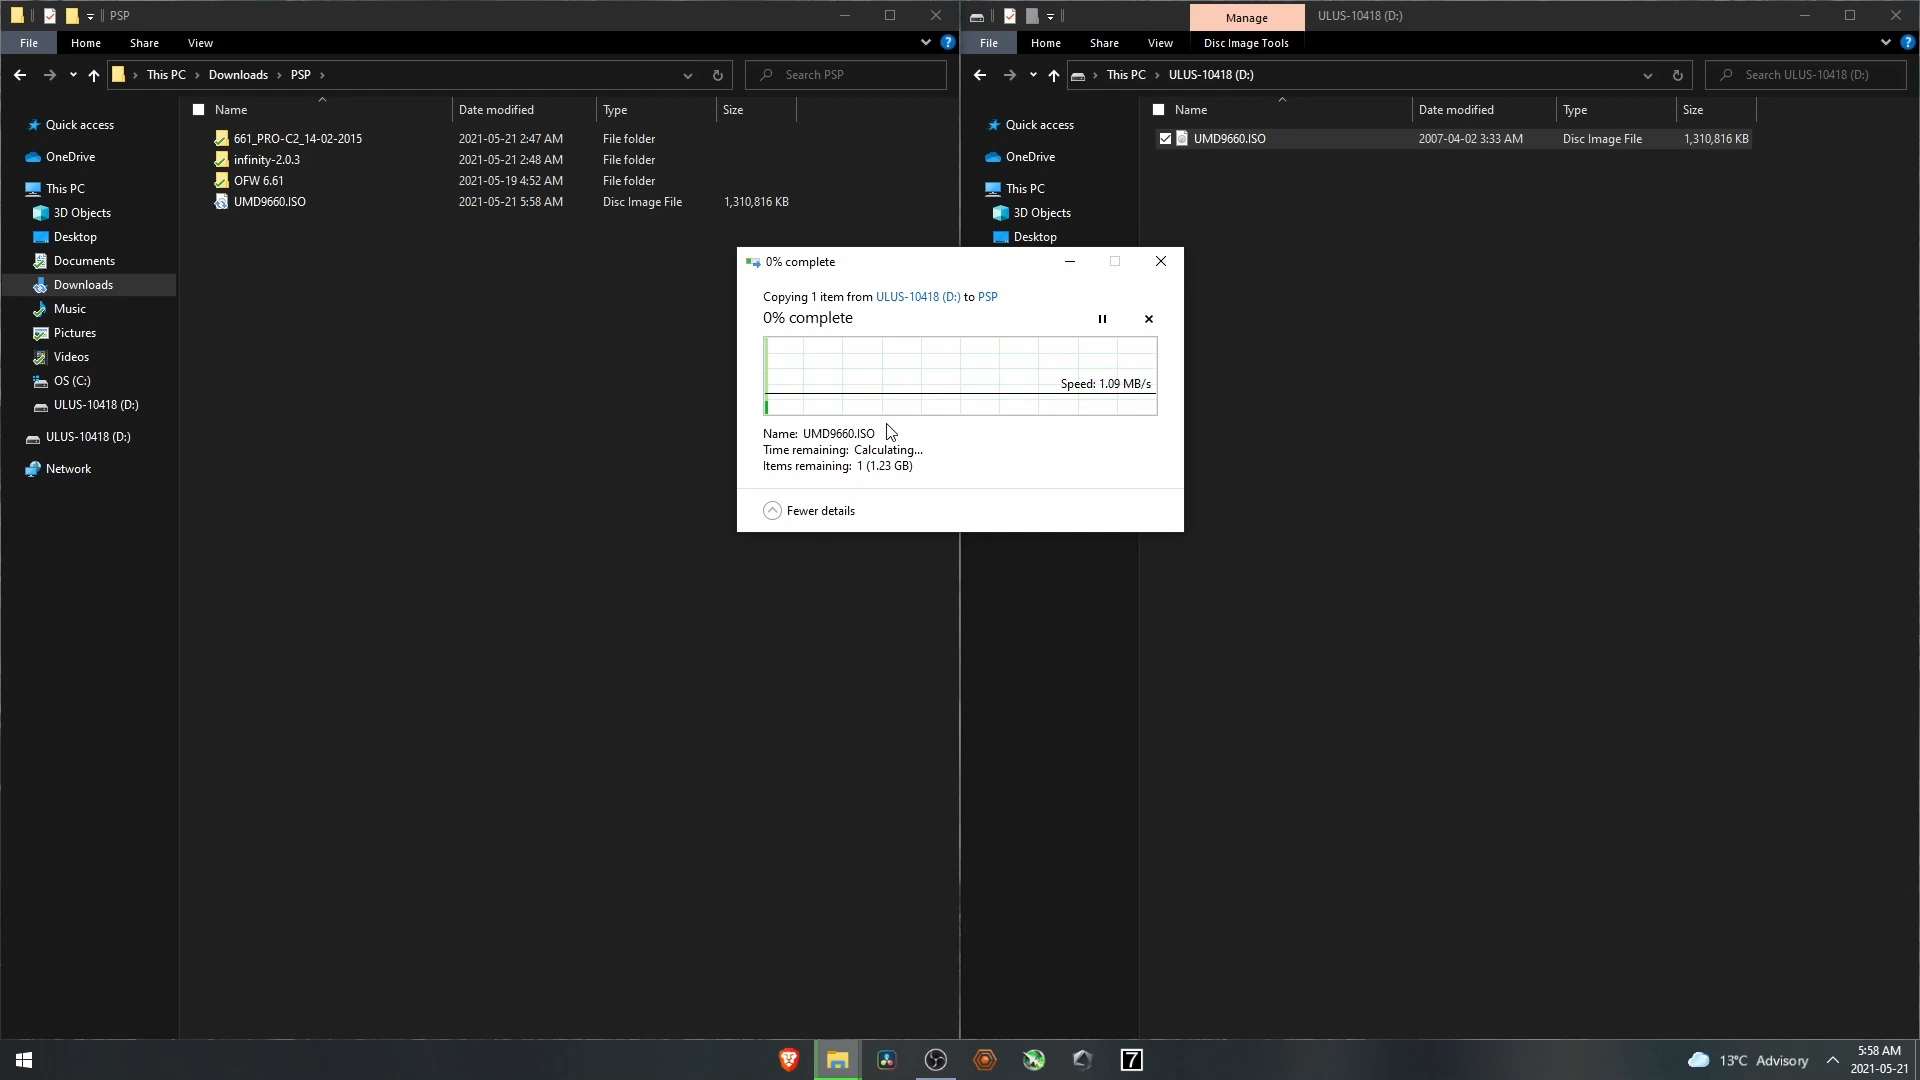 PSP
File Home Share View
This PC Downloads PSP
Search PSP
Name Date modified Type Size
Quick access
OneDrive
This PC
3D Objects
Desktop
Documents
Downloads
Music
Pictures
Videos
OS (C:)
ULUS-10418 (D:)
ULUS-10418 (D:)
Network
661_PRO-C2_14-02-2015 2021-05-21 2:47 AM File folder
infinity-2.0.3 2021-05-21 2:48 AM File folder
OFW 6.61 2021-05-19 4:52 AM File folder
UMD9660.ISO 2021-05-21 5:58 AM Disc Image File 1,310,816 KB
Manage ULUS-10418 (D:)
File Home Share View Disc Image Tools
This PC ULUS-10418 (D:)
Search ULUS-10418 (D:)
Name Date modified Type Size
Quick access
OneDrive
This PC
3D Objects
Desktop
UMD9660.ISO 2007-04-02 3:33 AM Disc Image File 1,310,816 KB
0% complete
Copying 1 item from ULUS-10418 (D:) to PSP
0% complete
Speed: 1.09 MB/s
Name: UMD9660.ISO
Time remaining: Calculating...
Items remaining: 1 (1.23 GB)
Fewer details
7
13°C Advisory
5:58 AM
2021-05-21